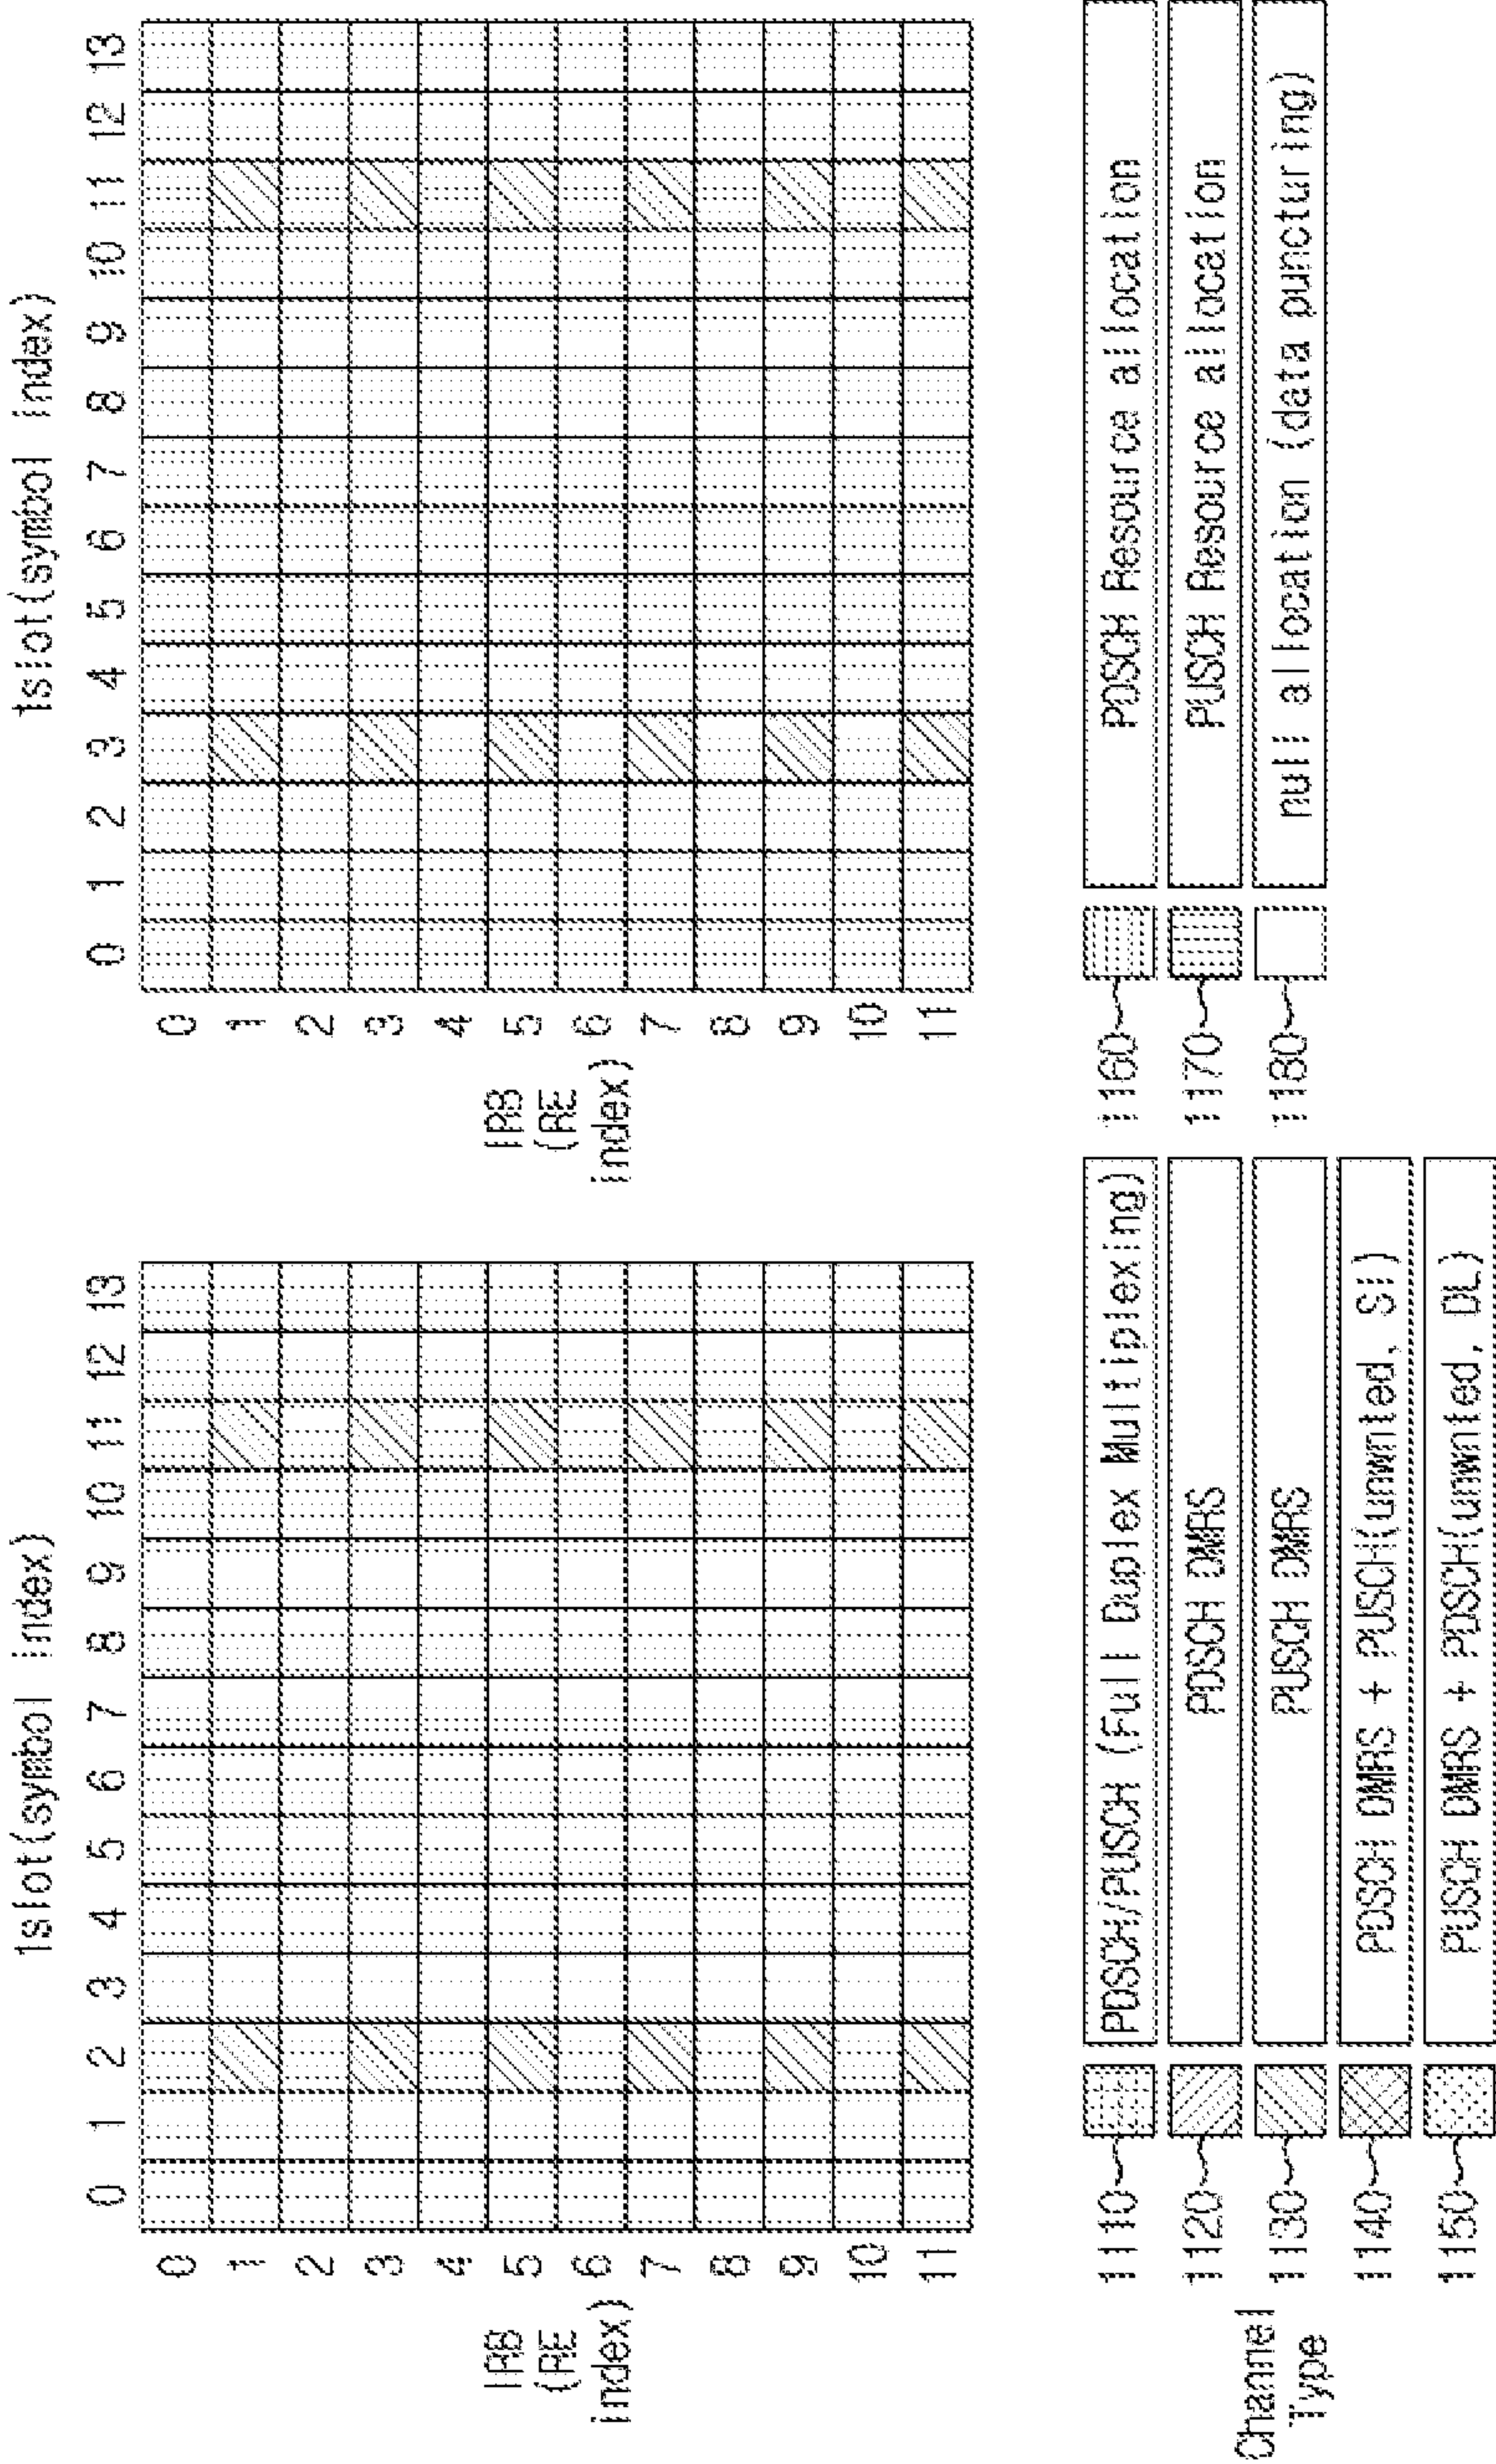 1slot(symbol index)
0 1 2 3 4 5 6 7 8 9 10 11 12 13
1RB
(RE
index)
0
1
2
3
4
5
6
7
8
9
10
11
1slot(symbol index)
0 1 2 3 4 5 6 7 8 9 10 11 12 13
1RB
(RE
index)
0
1
2
3
4
5
6
7
8
9
10
11
Channel
Type
1110 PDSCH/PUSCH (Full Duplex Multiplexing)
1120 PDSCH DMRS
1130 PUSCH DMRS
1140 PDSCH DMRS + PUSCH(unwnted, SI)
1150 PUSCH DMRS + PDSCH(unwnted, DL)
1160 PDSCH Resource allocation
1170 PUSCH Resource allocation
1180 null allocation (data puncturing)